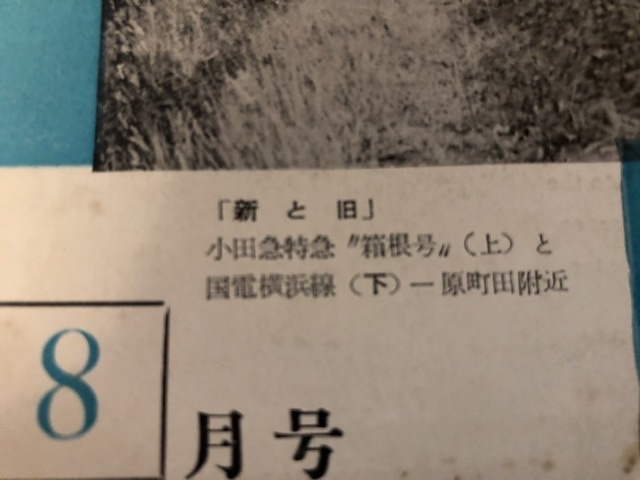 「新 と 旧」
小田急特急〝箱根号〟（上）と
国電横浜線（下）―原町田附近
8
月号